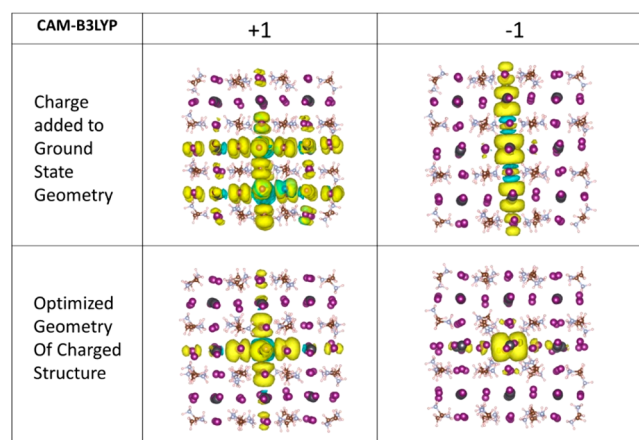 CAM-B3LYP
+1
-1
Charge
added to
Ground
State
Geometry
Optimized
Geometry
Of Charged
Structure